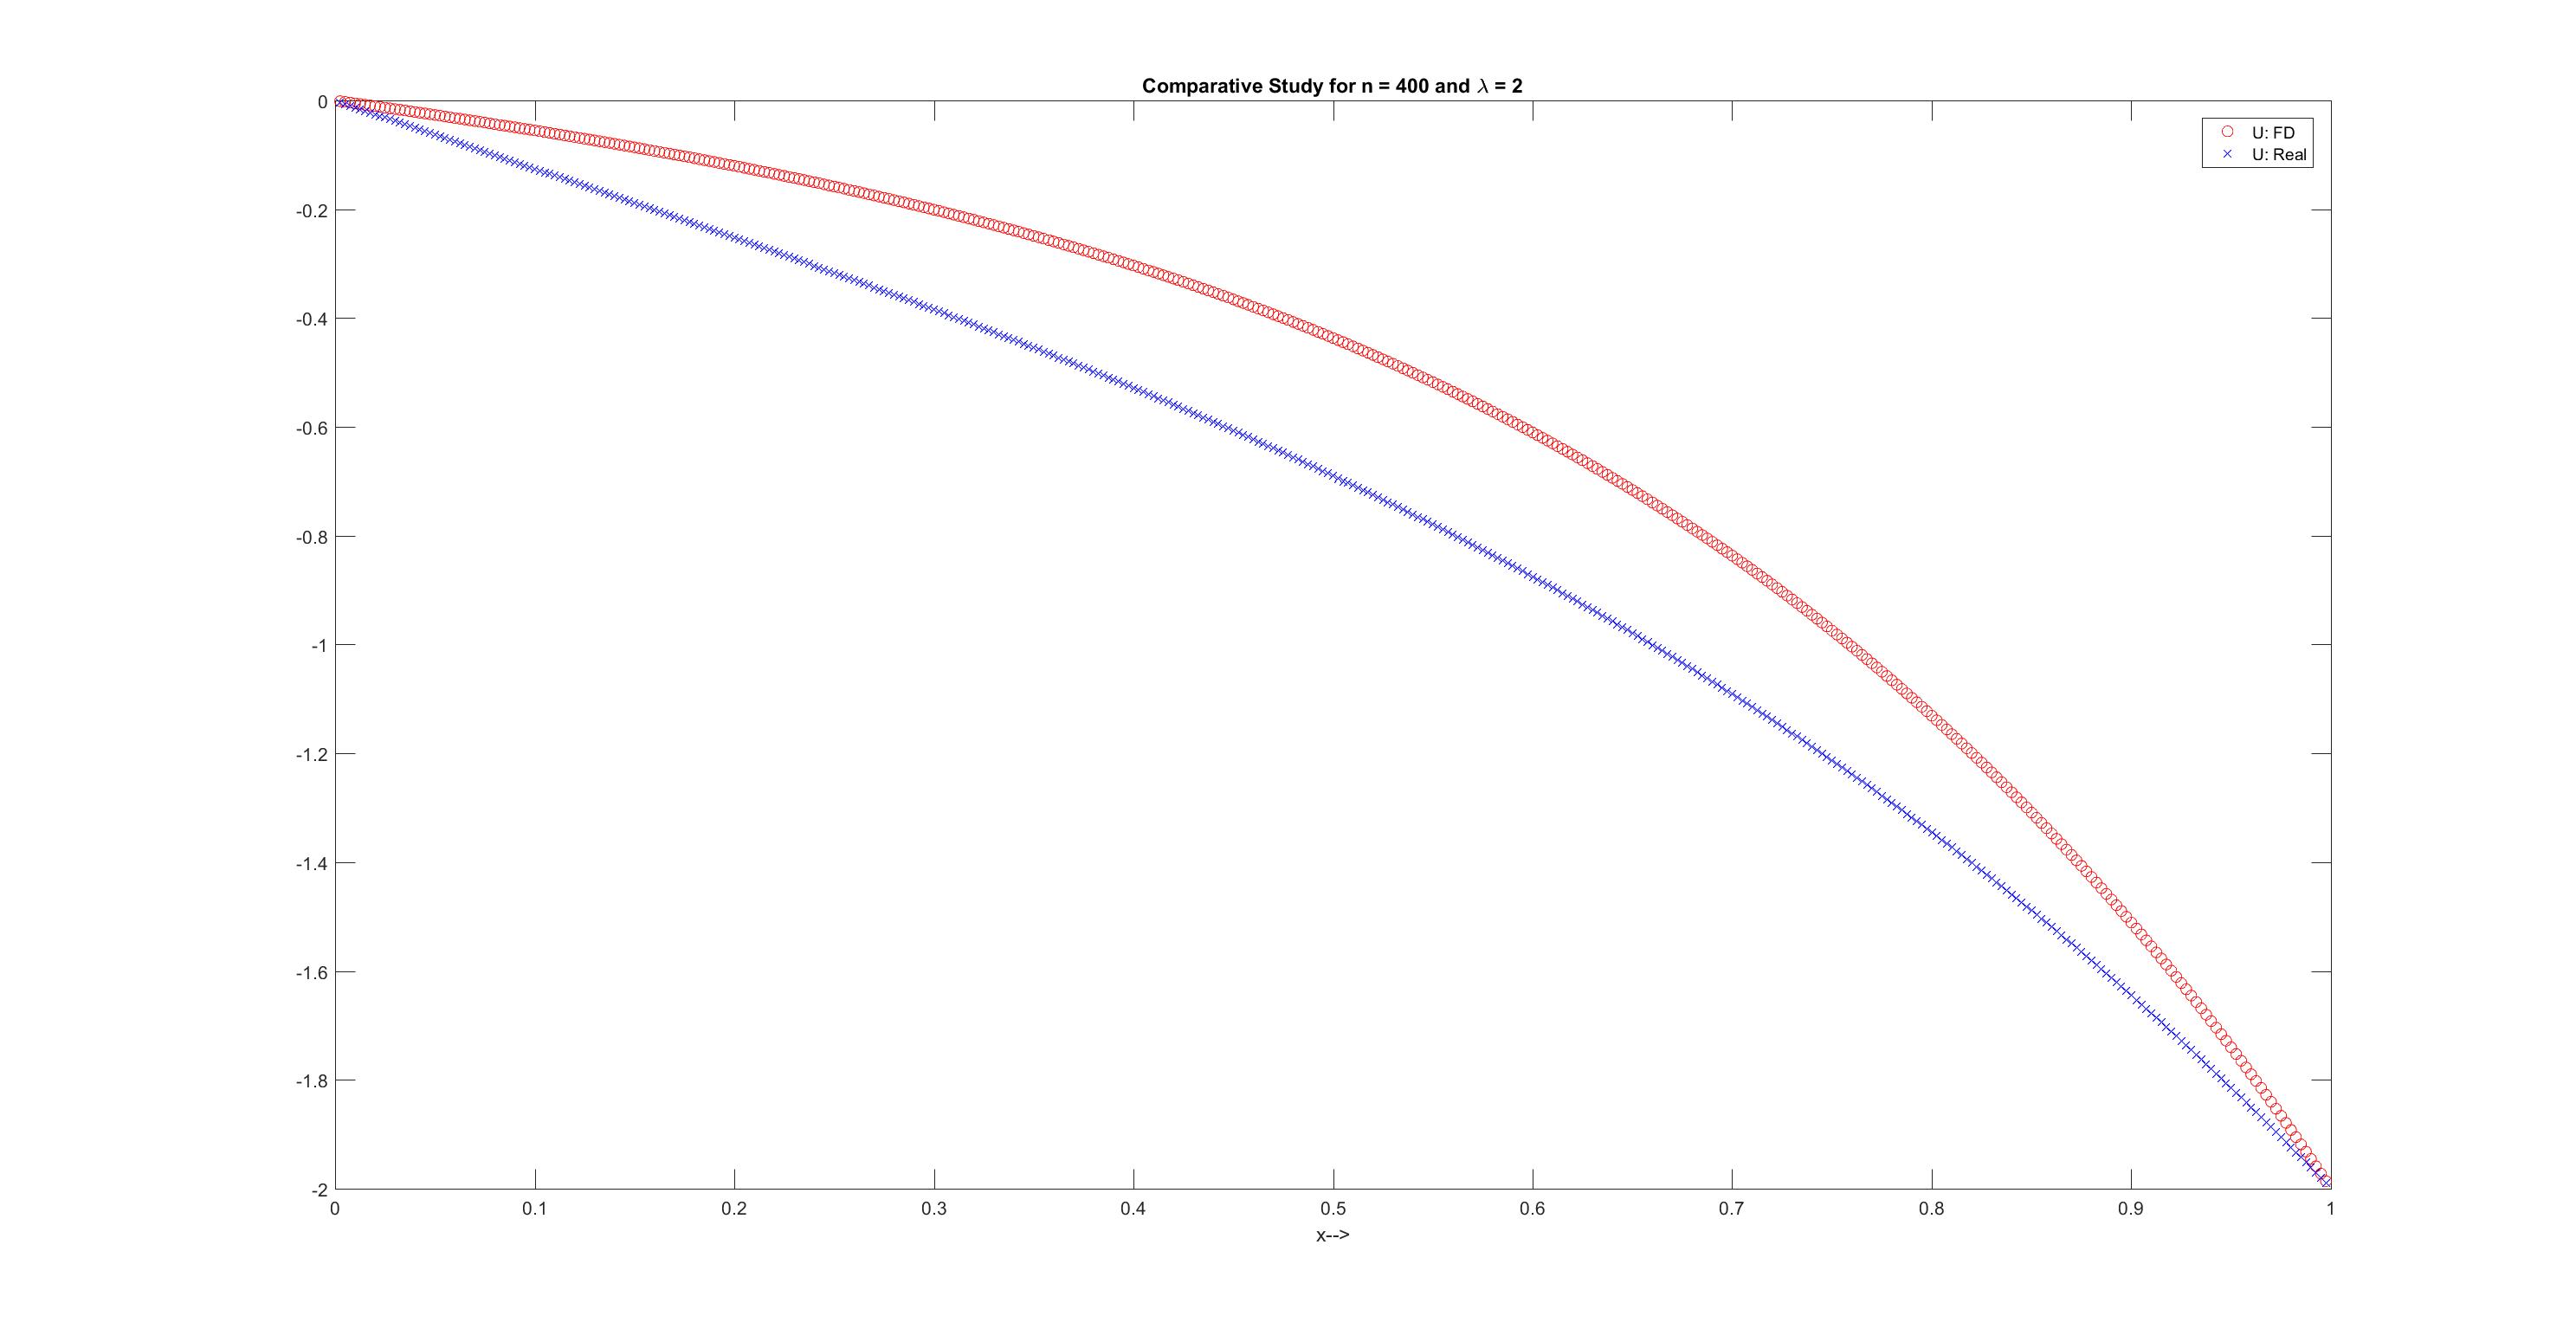 Comparative Study for n = 400 and λ = 2
U: FD
U: Real
0
-0.2
-0.4
-0.6
-0.8
-1
-1.2
-1.4
-1.6
-1.8
-2
0 0.1 0.2 0.3 0.4 0.5 0.6 0.7 0.8 0.9 1
x-->